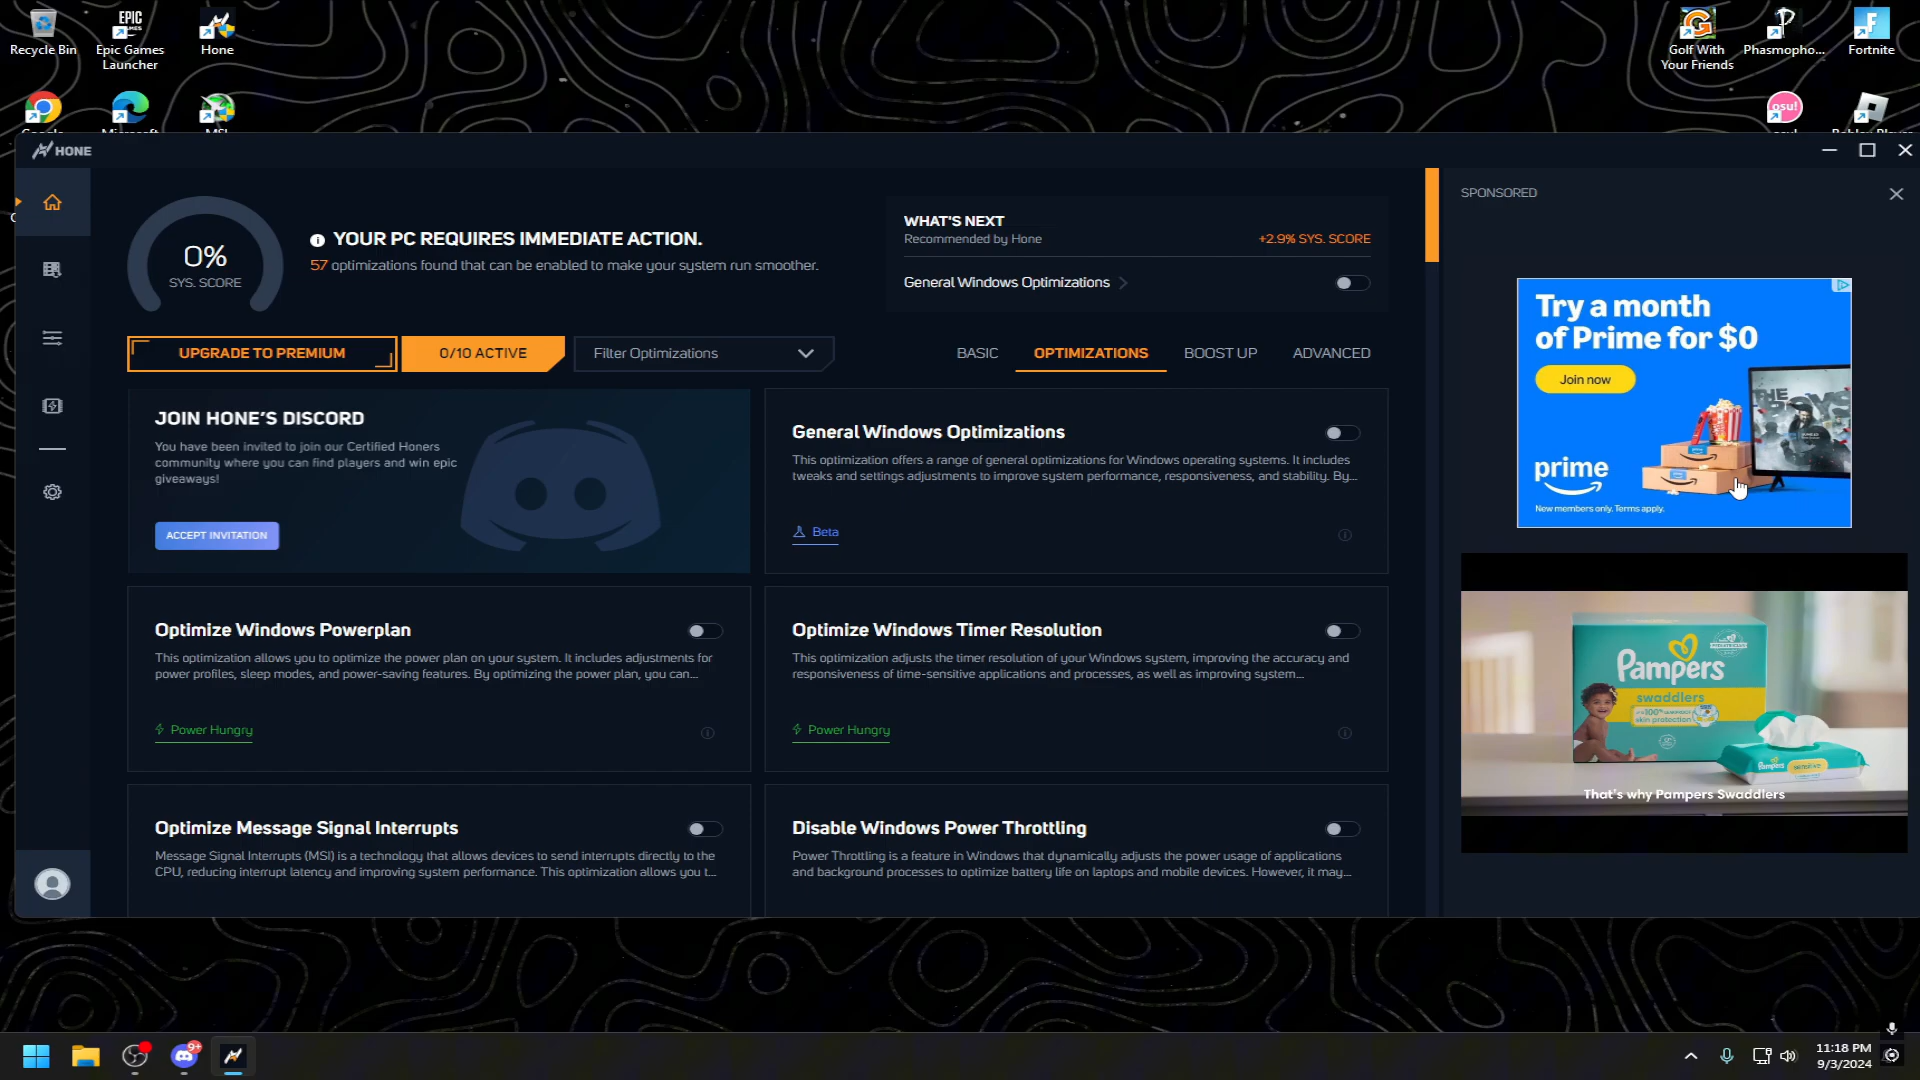 Recycle Bin
Epic Games
Launcher
Hone
Golf With
Your Friends
Phasmopho...
Fortnite
EPIC
GAMES
osu!
HONE
0%
SYS. SCORE
YOUR PC REQUIRES IMMEDIATE ACTION.
57 optimizations found that can be enabled to make your system run smoother.
WHAT'S NEXT
Recommended by Hone
+2.9% SYS. SCORE
General Windows Optimizations
UPGRADE TO PREMIUM
0/10 ACTIVE
Filter Optimizations
BASIC
OPTIMIZATIONS
BOOST UP
ADVANCED
JOIN HONE'S DISCORD
You have been invited to join our Certified Honers
community where you can find players and win epic
giveaways!
ACCEPT INVITATION
General Windows Optimizations
This optimization offers a range of general optimizations for Windows operating systems. It includes
tweaks and settings adjustments to improve system performance, responsiveness, and stability. By...
Beta
Optimize Windows Powerplan
This optimization allows you to optimize the power plan on your system. It includes adjustments for
power profiles, sleep modes, and power-saving features. By optimizing the power plan, you can...
Power Hungry
Optimize Windows Timer Resolution
This optimization adjusts the timer resolution of your Windows system, improving the accuracy and
responsiveness of time-sensitive applications and processes, as well as improving system...
Power Hungry
Optimize Message Signal Interrupts
Message Signal Interrupts (MSI) is a technology that allows devices to send interrupts directly to the
CPU, reducing interrupt latency and improving system performance. This optimization allows you t...
Disable Windows Power Throttling
Power Throttling is a feature in Windows that dynamically adjusts the power usage of applications
and background processes to optimize battery life on laptops and mobile devices. However, it may...
SPONSORED
Try a month
of Prime for $0
Join now
prime
New members only. Terms apply.
Pampers
swaddlers
100%
skin protection
Pampers
sensitive
That's why Pampers Swaddlers
9+
11:18 PM
9/3/2024